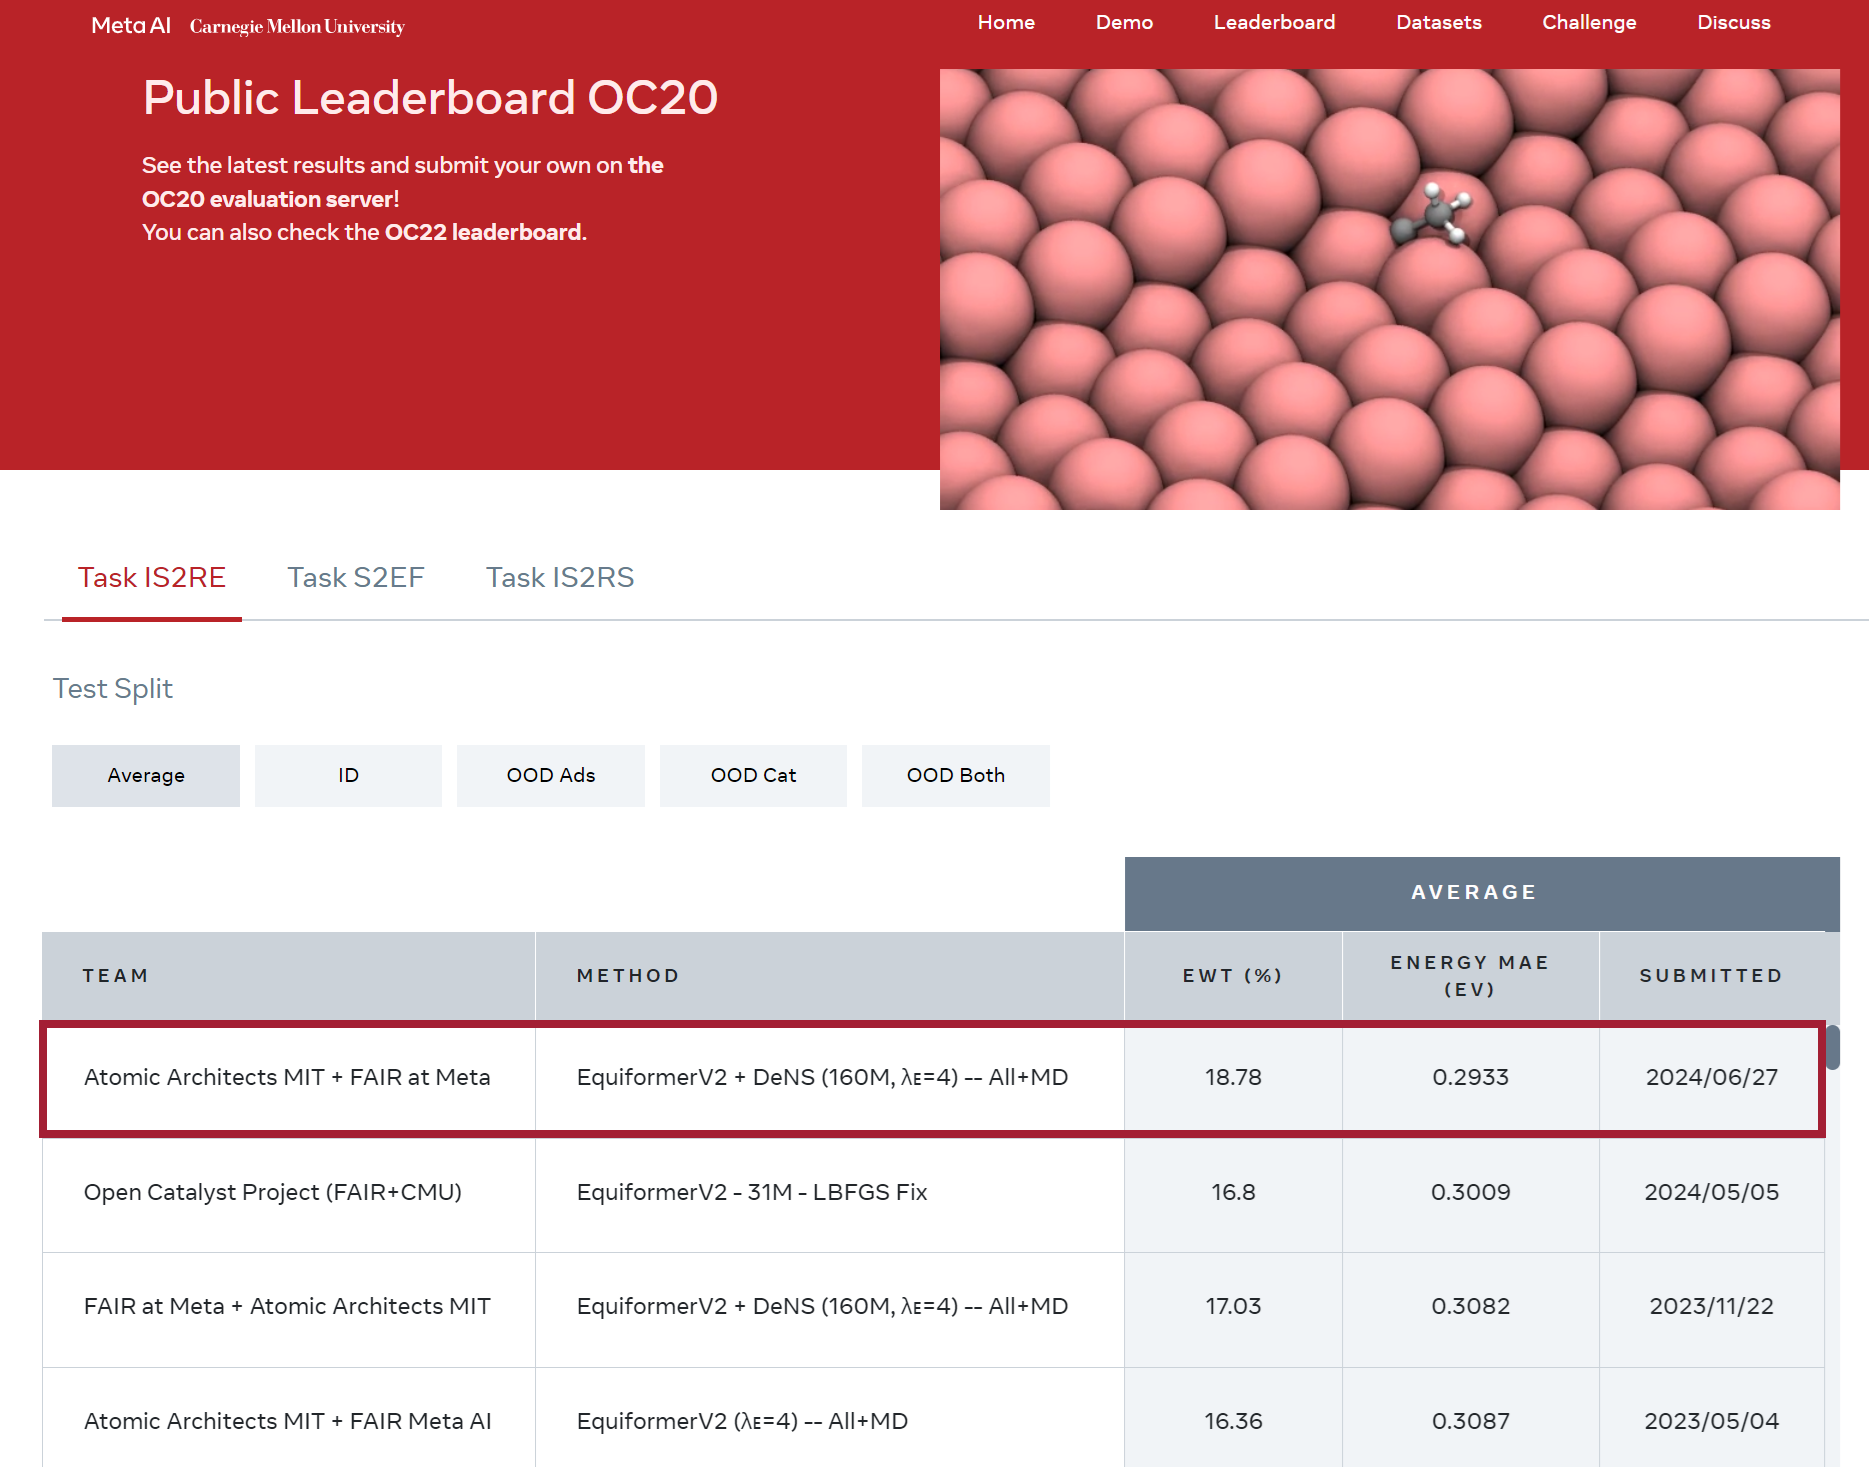 Meta AI Carnegie Mellon University
Home Demo Leaderboard Datasets Challenge Discuss
Public Leaderboard OC20
See the latest results and submit your own on the
OC20 evaluation server!
You can also check the OC22 leaderboard.
Task IS2RE Task S2EF Task IS2RS
Test Split
Average ID OOD Ads OOD Cat OOD Both
AVERAGE
TEAM METHOD EWT (%) ENERGY MAE (EV) SUBMITTED
Atomic Architects MIT + FAIR at Meta EquiformerV2 + DeNS (160M, λᴇ=4) -- All+MD 18.78 0.2933 2024/06/27
Open Catalyst Project (FAIR+CMU) EquiformerV2 - 31M - LBFGS Fix 16.8 0.3009 2024/05/05
FAIR at Meta + Atomic Architects MIT EquiformerV2 + DeNS (160M, λᴇ=4) -- All+MD 17.03 0.3082 2023/11/22
Atomic Architects MIT + FAIR Meta AI EquiformerV2 (λᴇ=4) -- All+MD 16.36 0.3087 2023/05/04